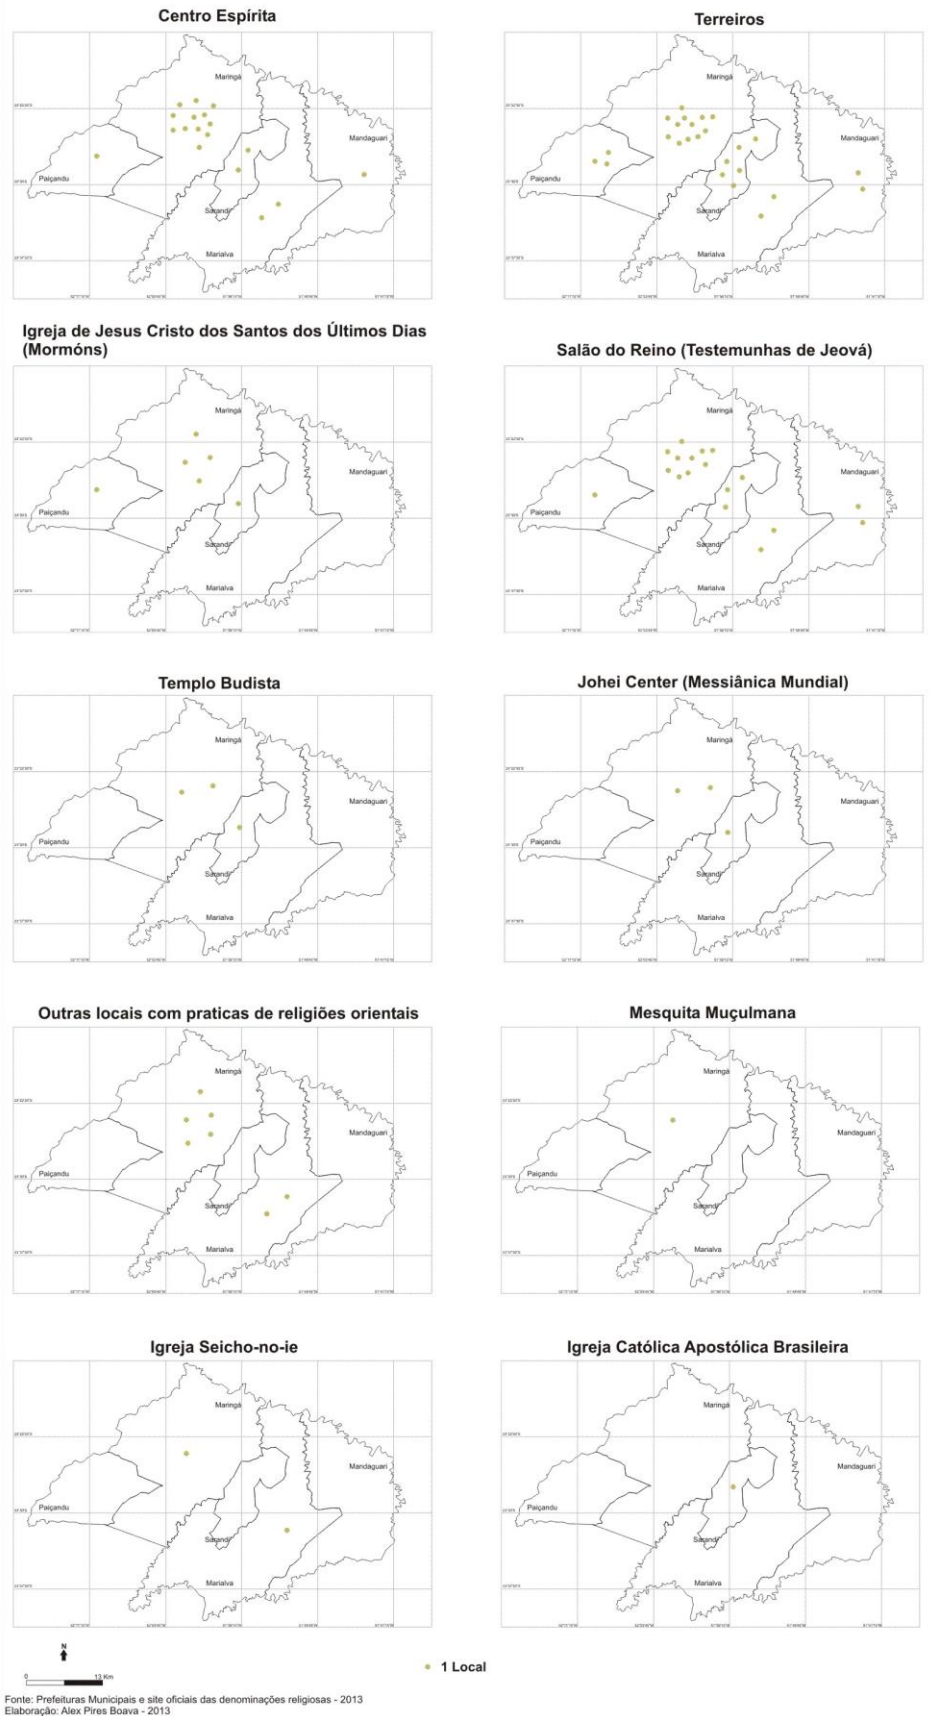 Centro Espírita
Terreiros
Maringá
Mandaguari
Paiçandu
Sarandi
Marialva
Maringá
Mandaguari
Paiçandu
Sarandi
Marialva
Igreja de Jesus Cristo dos Santos dos Últimos Dias
(Mormóns)
Salão do Reino (Testemunhas de Jeová)
Maringá
Mandaguari
Paiçandu
Sarandi
Marialva
Maringá
Mandaguari
Paiçandu
Sarandi
Marialva
Templo Budista
Johei Center (Messiânica Mundial)
Maringá
Mandaguari
Paiçandu
Sarandi
Marialva
Maringá
Mandaguari
Paiçandu
Sarandi
Marialva
Outras locais com praticas de religiões orientais
Mesquita Muçulmana
Maringá
Mandaguari
Paiçandu
Sarandi
Marialva
Maringá
Mandaguari
Paiçandu
Sarandi
Marialva
Igreja Seicho-no-ie
Igreja Católica Apostólica Brasileira
Maringá
Mandaguari
Paiçandu
Sarandi
Marialva
Maringá
Mandaguari
Paiçandu
Sarandi
Marialva
N
0 13 Km
1 Local
Fonte: Prefeituras Municipais e site oficiais das denominações religiosas - 2013
Elaboração: Alex Pires Boava - 2013